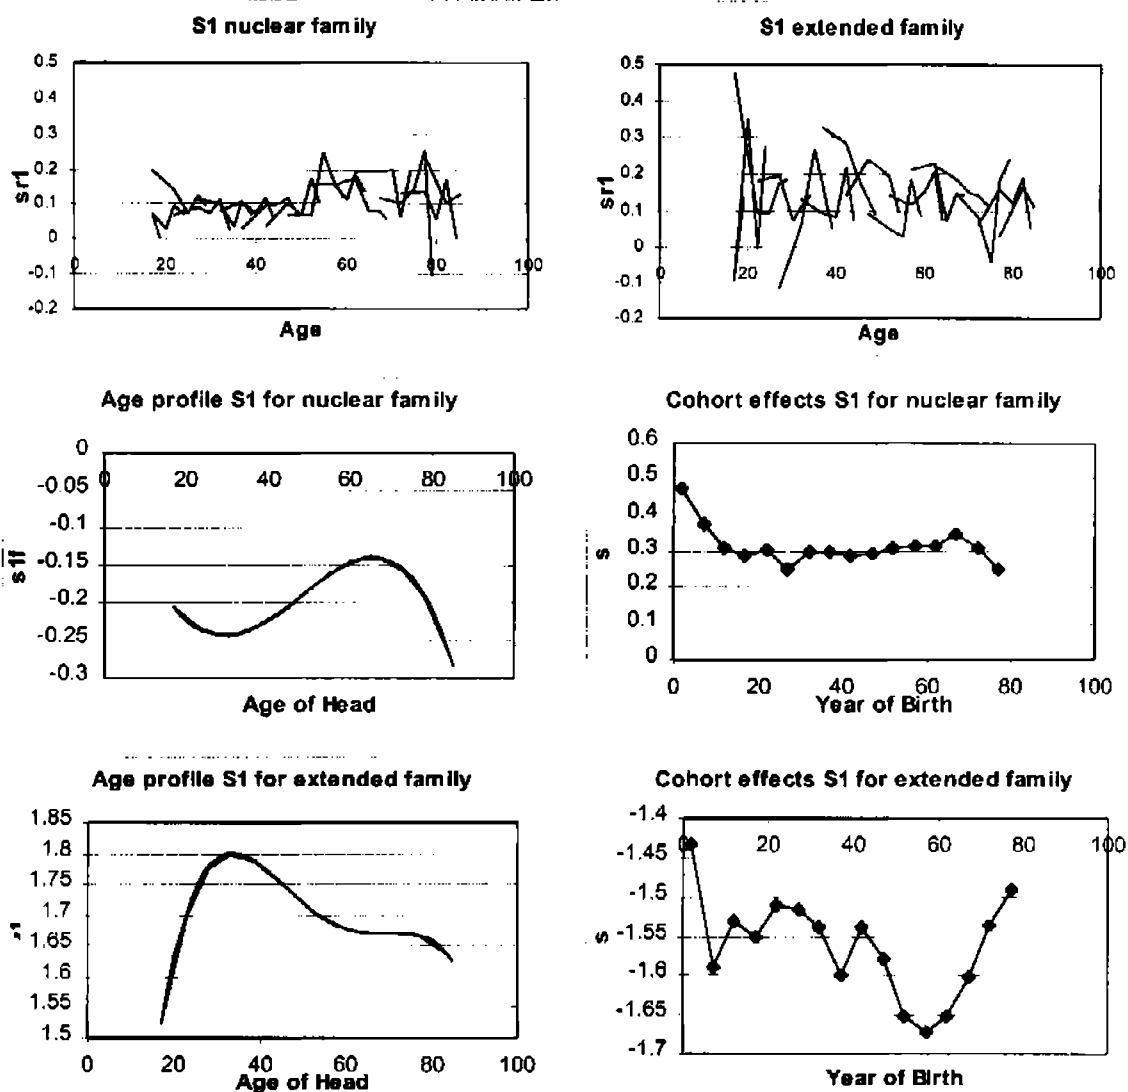 S1 nuclear family
0.5
0.4
0.3
0.2
0.1
0
-0.1
-0.2
sr1
20 40 60 80 100
Age
S1 extended family
0.5
0.4
0.3
0.2
0.1
0
-0.1
-0.2
sr1
0 20 40 60 80 100
Age
Age profile S1 for nuclear family
0
-0.05
-0.1
-0.15
-0.2
-0.25
-0.3
s1f
0 20 40 60 80 100
Age of Head
Cohort effects S1 for nuclear family
0.6
0.5
0.4
0.3
0.2
0.1
0
s
0 20 40 60 80 100
Year of Birth
Age profile S1 for extended family
1.85
1.8
1.75
1.7
1.65
1.6
1.55
1.5
0 20 40 60 80 100
Age of Head
Cohort effects S1 for extended family
-1.4
-1.45
-1.5
-1.55
-1.6
-1.65
-1.7
s
0 20 40 60 80 100
Year of Birth